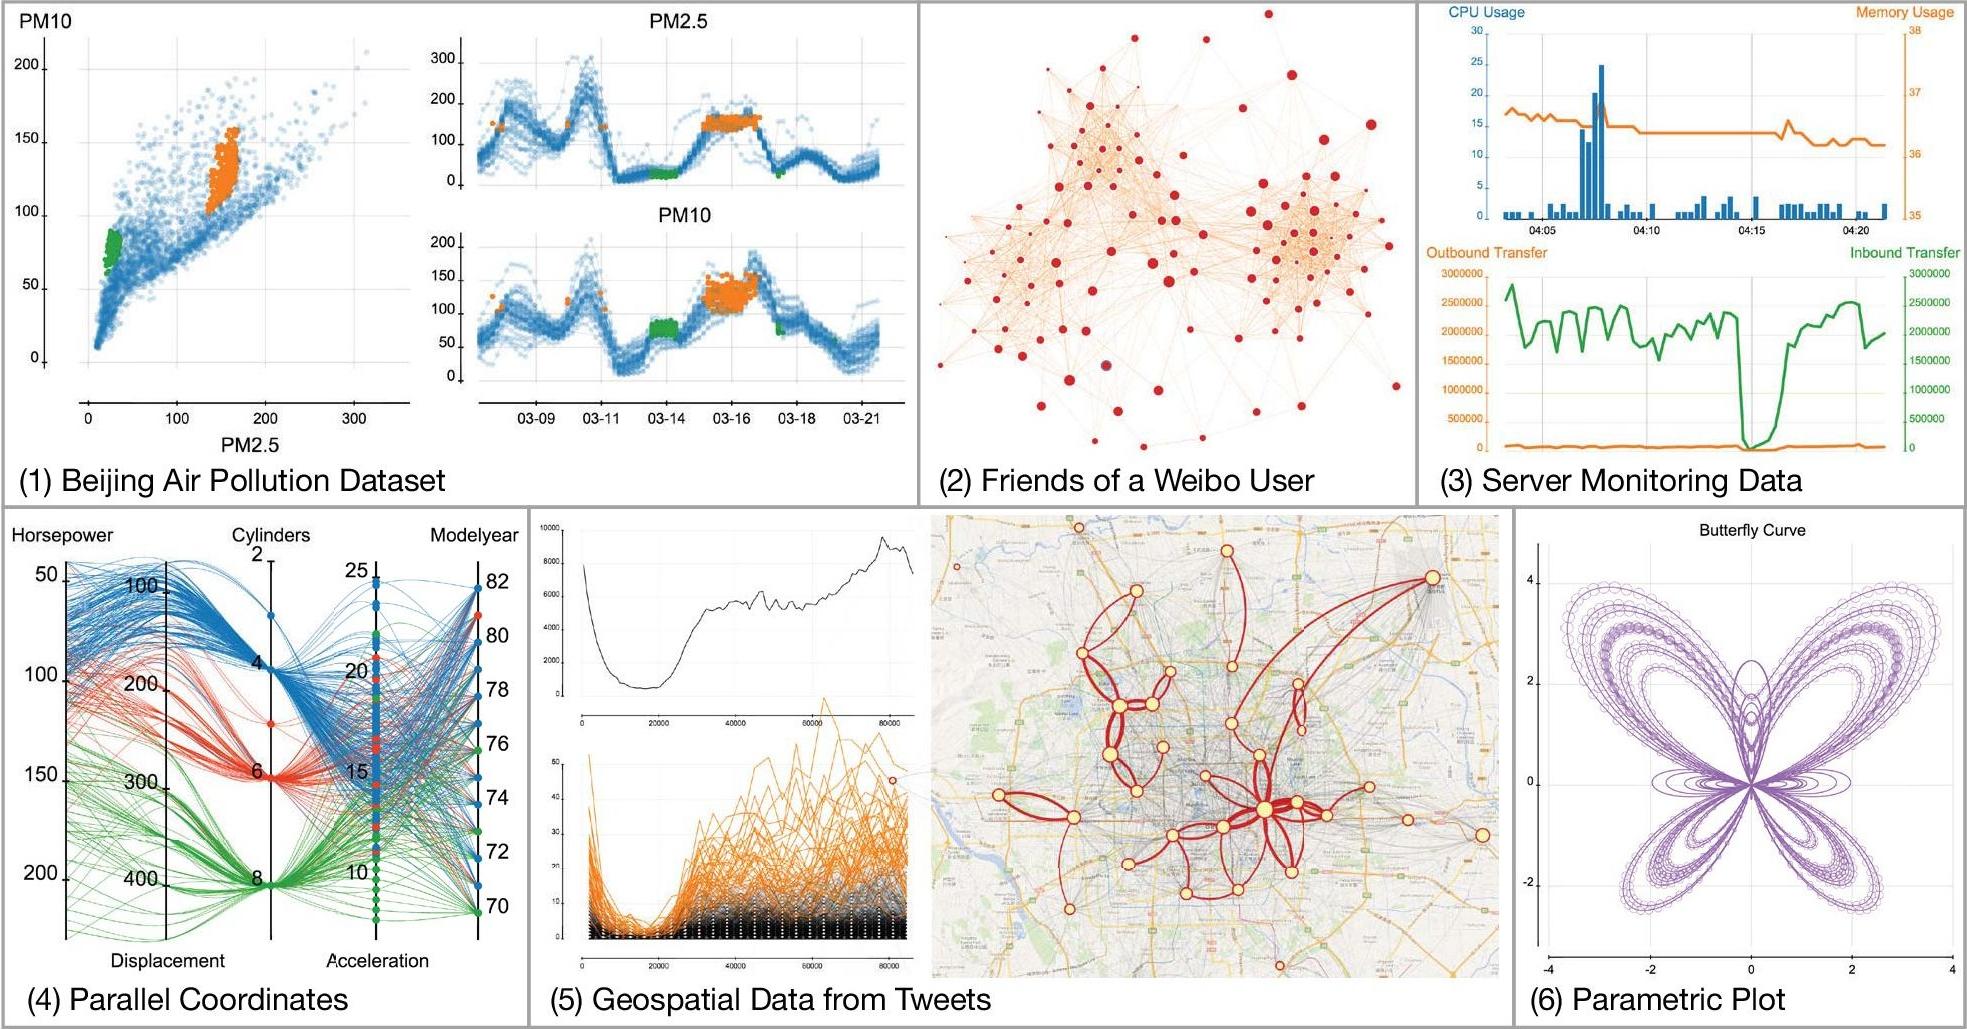 PM10
200
150
100
50
0
0 100 200 300
PM2.5
PM2.5
300
200
100
0
PM10
200
150
100
50
0
03-09 03-11 03-14 03-16 03-18 03-21
(1) Beijing Air Pollution Dataset
(2) Friends of a Weibo User
CPU Usage Memory Usage
30 38
25
37
20
15
36
10
5
0 35
04:05 04:10 04:15 04:20
Outbound Transfer Inbound Transfer
3000000 3000000
2500000 2500000
2000000 2000000
1500000 1500000
1000000 1000000
500000 500000
0 0
(3) Server Monitoring Data
Horsepower Cylinders Modelyear
2
50 100 25 82
80
4 20
100 200 78
76
6 15
150 300 74
72
200 400 8 10
70
Displacement Acceleration
(4) Parallel Coordinates
10000
8000
6000
4000
2000
0
0 20000 40000 60000 80000
50
40
30
20
10
0
0 20000 40000 60000 80000
(5) Geospatial Data from Tweets
Butterfly Curve
4
2
0
-2
-4 -2 0 2 4
(6) Parametric Plot